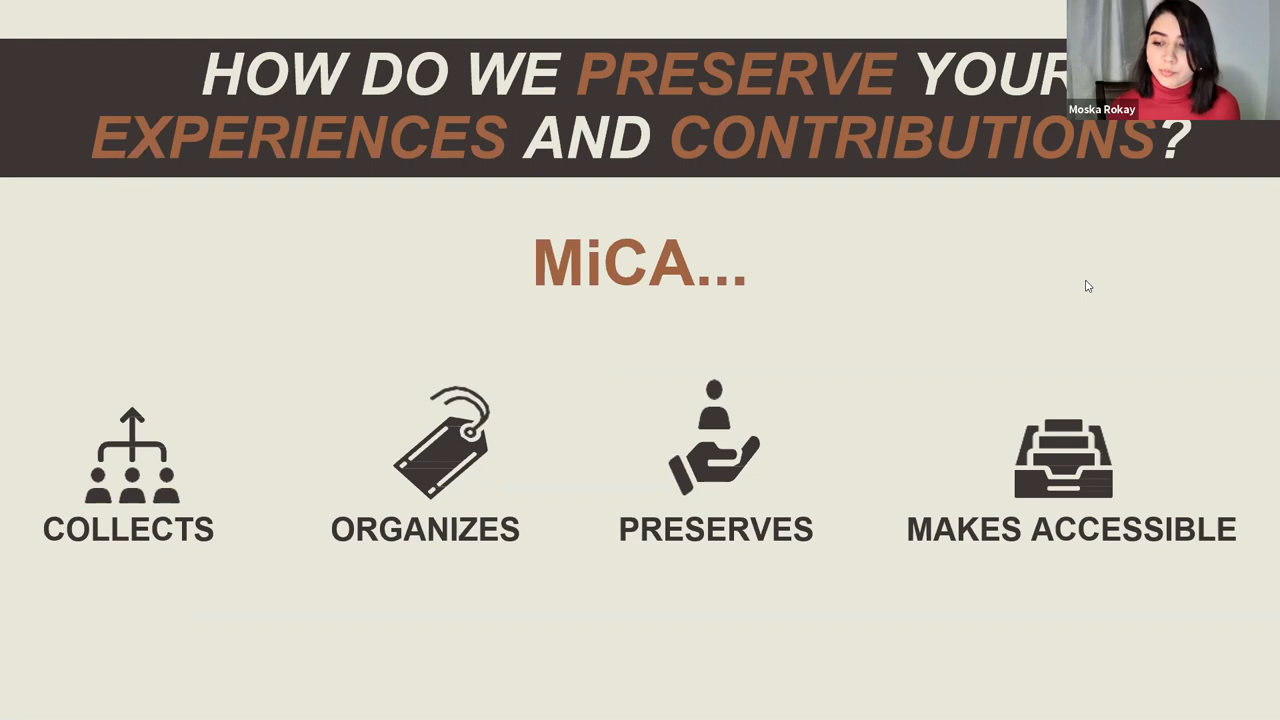 HOW DO WE PRESERVE YOUR
EXPERIENCES AND CONTRIBUTIONS?
Moska Rokay
MiCA...
COLLECTS
ORGANIZES
PRESERVES
MAKES ACCESSIBLE